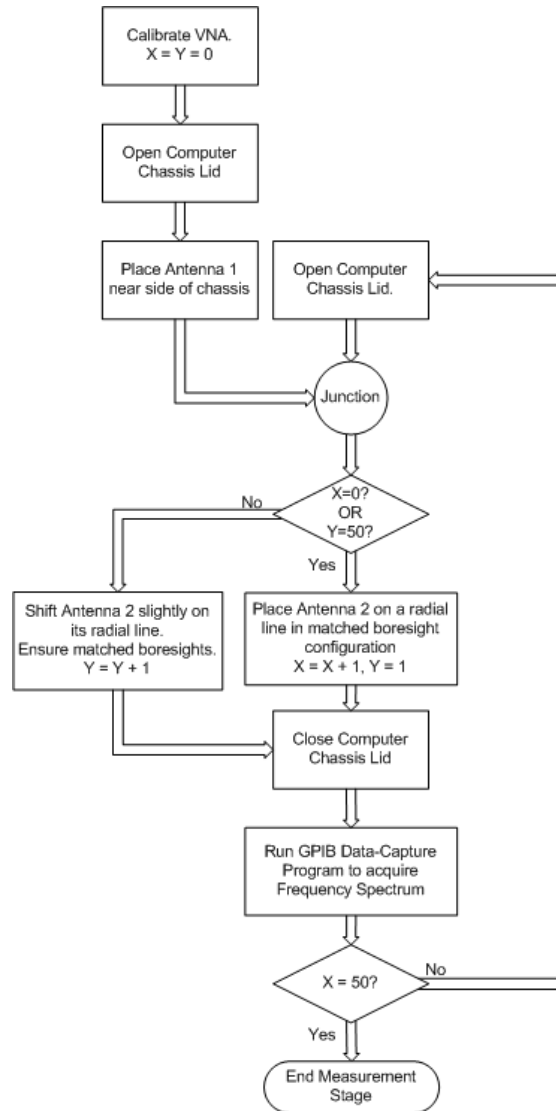 Calibrate VNA.
X = Y = 0
Open Computer
Chassis Lid
Place Antenna 1
near side of chassis
Open Computer
Chassis Lid.
Junction
No
X=0?
OR
Y=50?
Yes
Shift Antenna 2 slightly on
its radial line.
Ensure matched boresights.
Y = Y + 1
Place Antenna 2 on a radial
line in matched boresight
configuration
X = X + 1, Y = 1
Close Computer
Chassis Lid
Run GPIB Data-Capture
Program to acquire
Frequency Spectrum
X = 50?
No
Yes
End Measurement
Stage